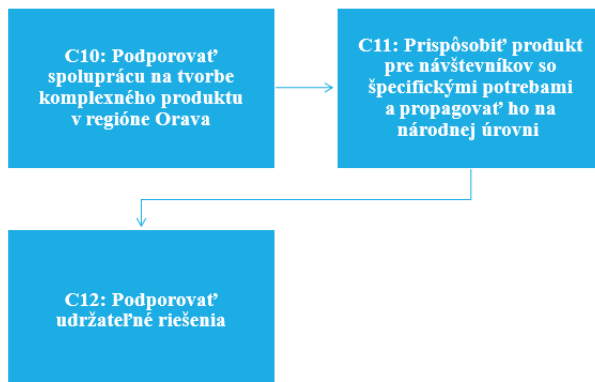 C10: Podporovať
spoluprácu na tvorbe
komplexného produktu
v regióne Orava
C11: Prispôsobiť produkt
pre návštevníkov so
špecifickými potrebami
a propagovať ho na
národnej úrovni
C12: Podporovať
udržateľné riešenia